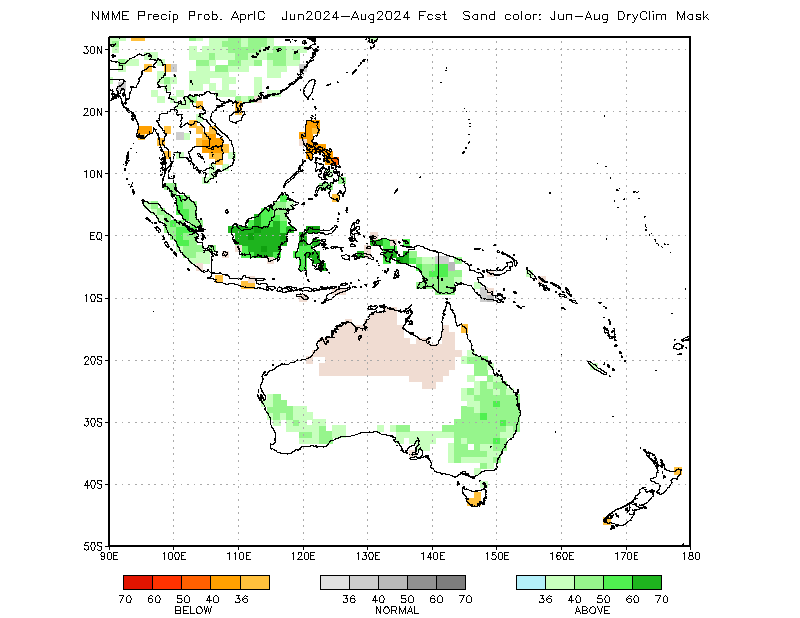 NMME Precip Prob. AprIC Jun2024-Aug2024 Fcst Sand color: Jun-Aug DryClim Mask
30N
20N
10N
EQ
10S
20S
30S
40S
50S
90E 100E 110E 120E 130E 140E 150E 160E 170E 180
70 60 50 40 36 36 40 50 60 70 36 40 50 60 70
BELOW NORMAL ABOVE